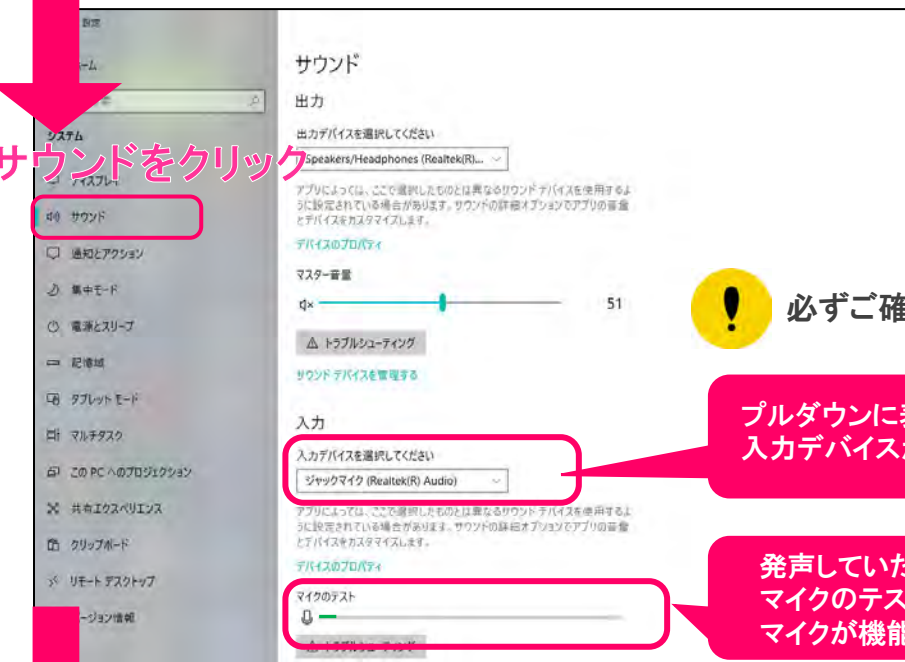 設定
サウンド
出力
システム
出力デバイスを選択してください
サウンドをクリック
Speakers/Headphones (Realtek(R)...
ディスプレイ
アプリによっては、ここで選択したものとは異なるサウンド デバイスを使用するよ
うに設定されている場合があります。サウンドの詳細オプションでアプリの音量
とデバイスをカスタマイズします。
サウンド
デバイスのプロパティ
通知とアクション
マスター音量
集中モード
51
必ずご確
電源とスリープ
トラブルシューティング
記憶域
サウンド デバイスを管理する
タブレット モード
入力
プルダウンに
入力デバイス
マルチタスク
入力デバイスを選択してください
この PC へのプロジェクション
ジャックマイク (Realtek(R) Audio)
共有エクスペリエンス
アプリによっては、ここで選択したものとは異なるサウンド デバイスを使用するよ
うに設定されている場合があります。サウンドの詳細オプションでアプリの音量
とデバイスをカスタマイズします。
クリップボード
デバイスのプロパティ
リモート デスクトップ
発声していた
マイクのテス
マイクが機能
マイクのテスト
ージョン情報
トラブルシューティング